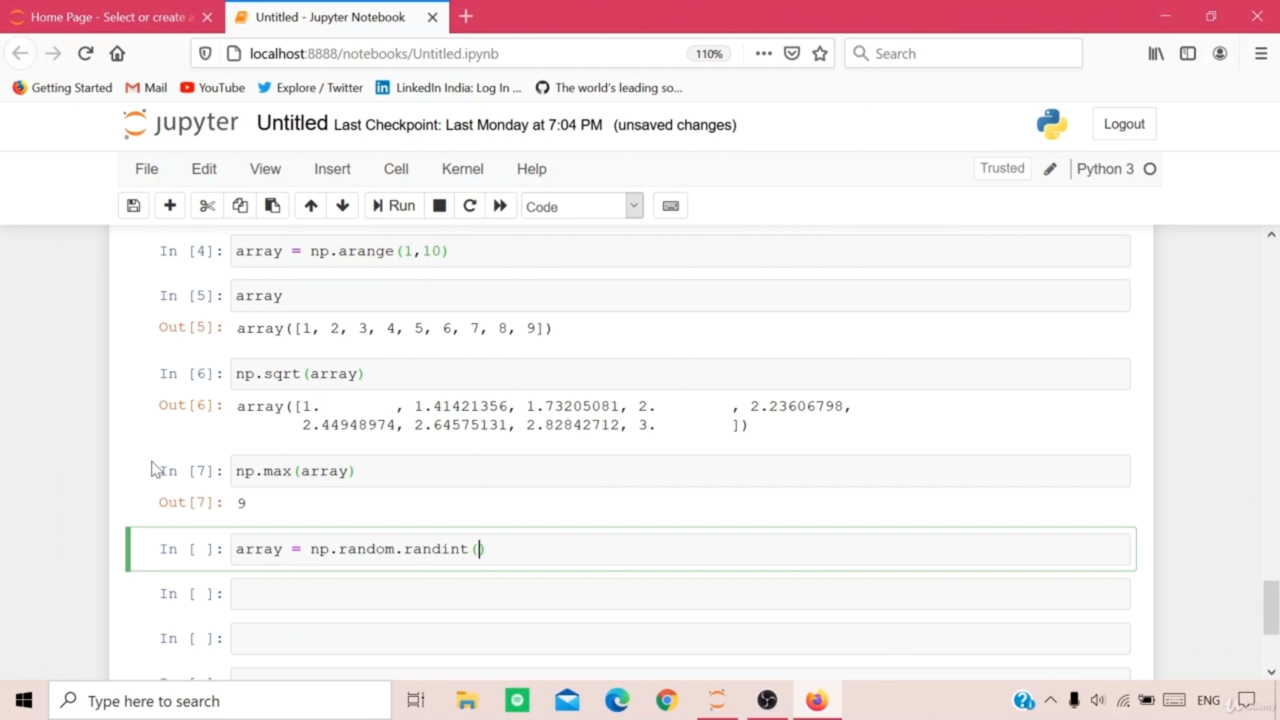 Home Page - Select or create a
Untitled - Jupyter Notebook
localhost:8888/notebooks/Untitled.ipynb
110%
Search
Getting Started
Mail
YouTube
Explore / Twitter
LinkedIn India: Log In ...
The world's leading so...
jupyter
Untitled Last Checkpoint: Last Monday at 7:04 PM (unsaved changes)
Logout
File Edit View Insert Cell Kernel Help
Trusted
Python 3
Run
Code
In [4]: array = np.arange(1,10)
In [5]: array
Out[5]: array([1, 2, 3, 4, 5, 6, 7, 8, 9])
In [6]: np.sqrt(array)
Out[6]: array([1.        , 1.41421356, 1.73205081, 2.        , 2.23606798,
2.44948974, 2.64575131, 2.82842712, 3.        ])
In [7]: np.max(array)
Out[7]: 9
In [ ]: array = np.random.randint()
In [ ]:
In [ ]:
Type here to search
ENG
Udemy